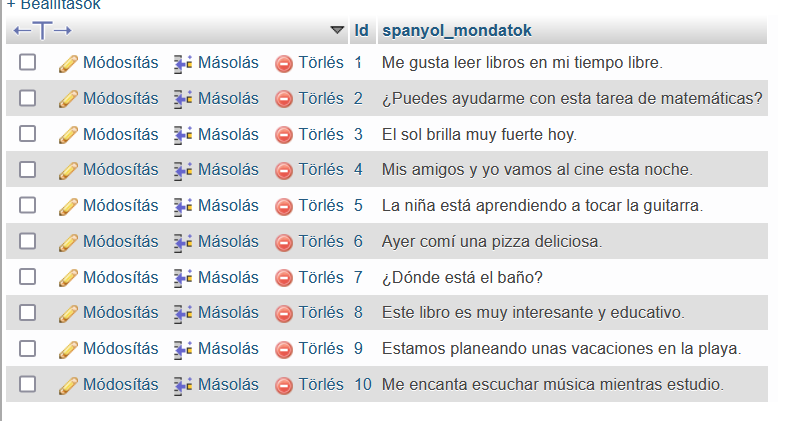 + Beállítások
←T→ Id spanyol_mondatok
Módosítás Másolás Törlés 1 Me gusta leer libros en mi tiempo libre.
Módosítás Másolás Törlés 2 ¿Puedes ayudarme con esta tarea de matemáticas?
Módosítás Másolás Törlés 3 El sol brilla muy fuerte hoy.
Módosítás Másolás Törlés 4 Mis amigos y yo vamos al cine esta noche.
Módosítás Másolás Törlés 5 La niña está aprendiendo a tocar la guitarra.
Módosítás Másolás Törlés 6 Ayer comí una pizza deliciosa.
Módosítás Másolás Törlés 7 ¿Dónde está el baño?
Módosítás Másolás Törlés 8 Este libro es muy interesante y educativo.
Módosítás Másolás Törlés 9 Estamos planeando unas vacaciones en la playa.
Módosítás Másolás Törlés 10 Me encanta escuchar música mientras estudio.